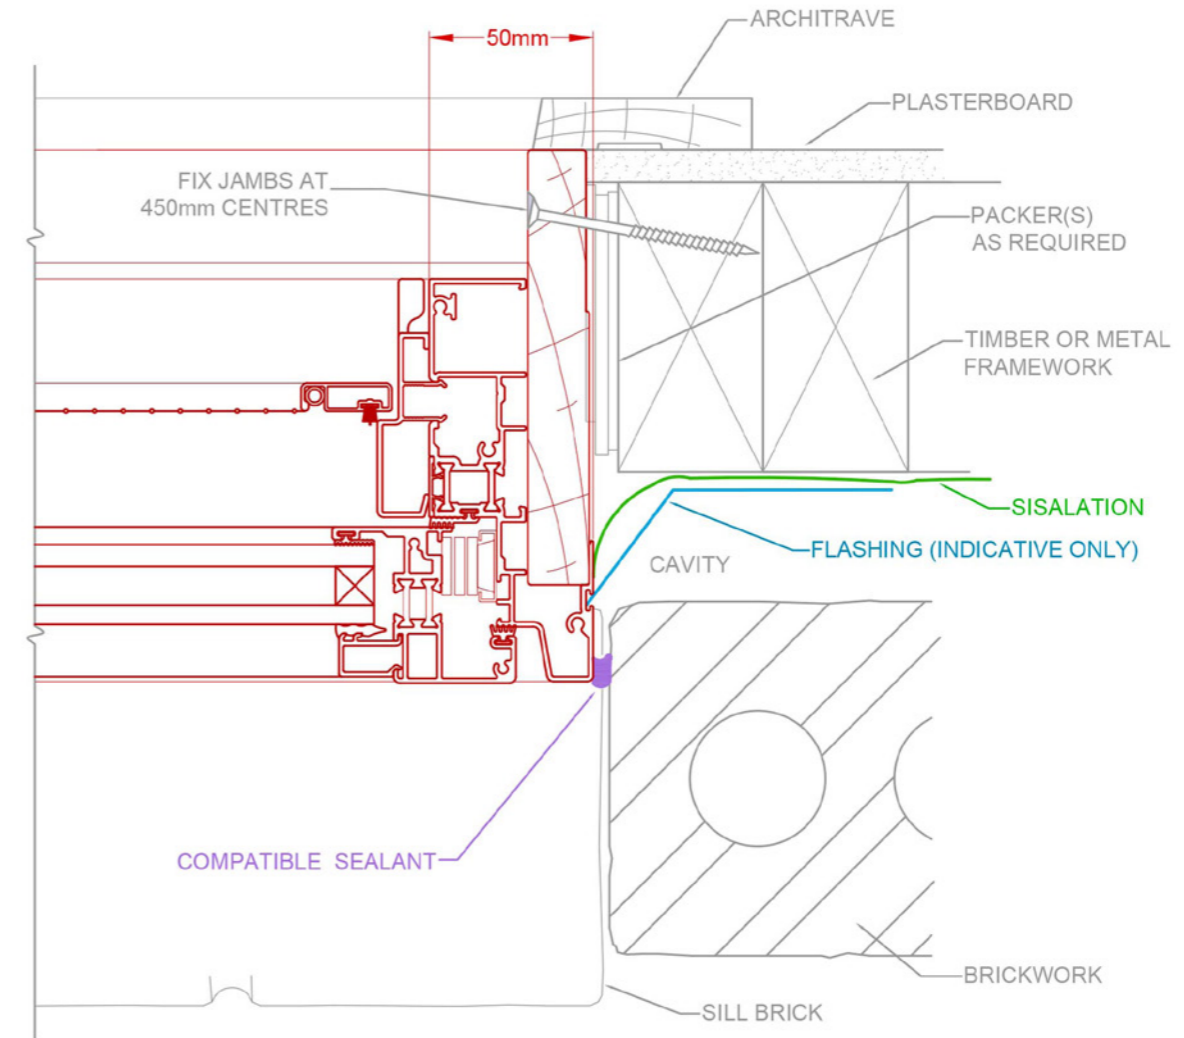 ARCHITRAVE
50mm
PLASTERBOARD
FIX JAMBS AT
450mm CENTRES
PACKER(S)
AS REQUIRED
TIMBER OR METAL
FRAMEWORK
SISALATION
FLASHING (INDICATIVE ONLY)
CAVITY
COMPATIBLE SEALANT
BRICKWORK
SILL BRICK